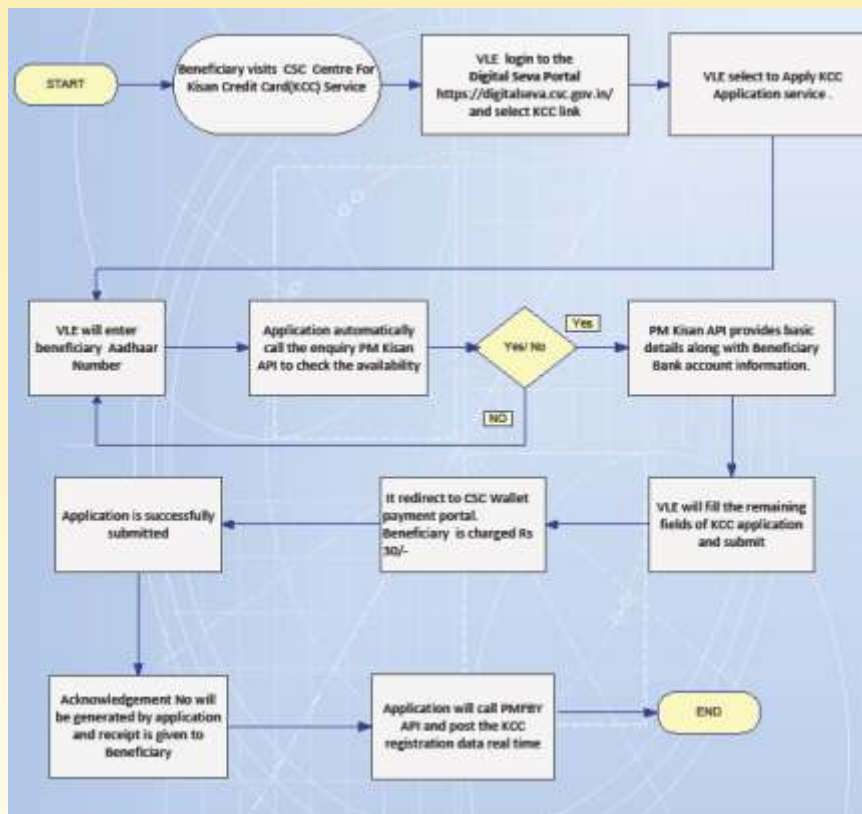 START
Beneficiary visits CSC Centre For
Kisan Credit Card(KCC) Service
VLE login to the
Digital Seva Portal
https://digitalseva.csc.gov.in/
and select KCC link
VLE select to Apply KCC
Application service .
VLE will enter
beneficiary Aadhaar
Number
Application automatically
call the enquiry PM Kisan
API to check the availability
Yes/ No
Yes
NO
PM Kisan API provides basic
details along with Beneficiary
Bank account information.
VLE will fill the remaining
fields of KCC application
and submit
It redirect to CSC Wallet
payment portal.
Beneficiary is charged Rs
30/-
Application is successfully
submitted
Acknowledgement No will
be generated by application
and receipt is given to
Beneficiary
Application will call PMFBY
API and post the KCC
registration data real time
END